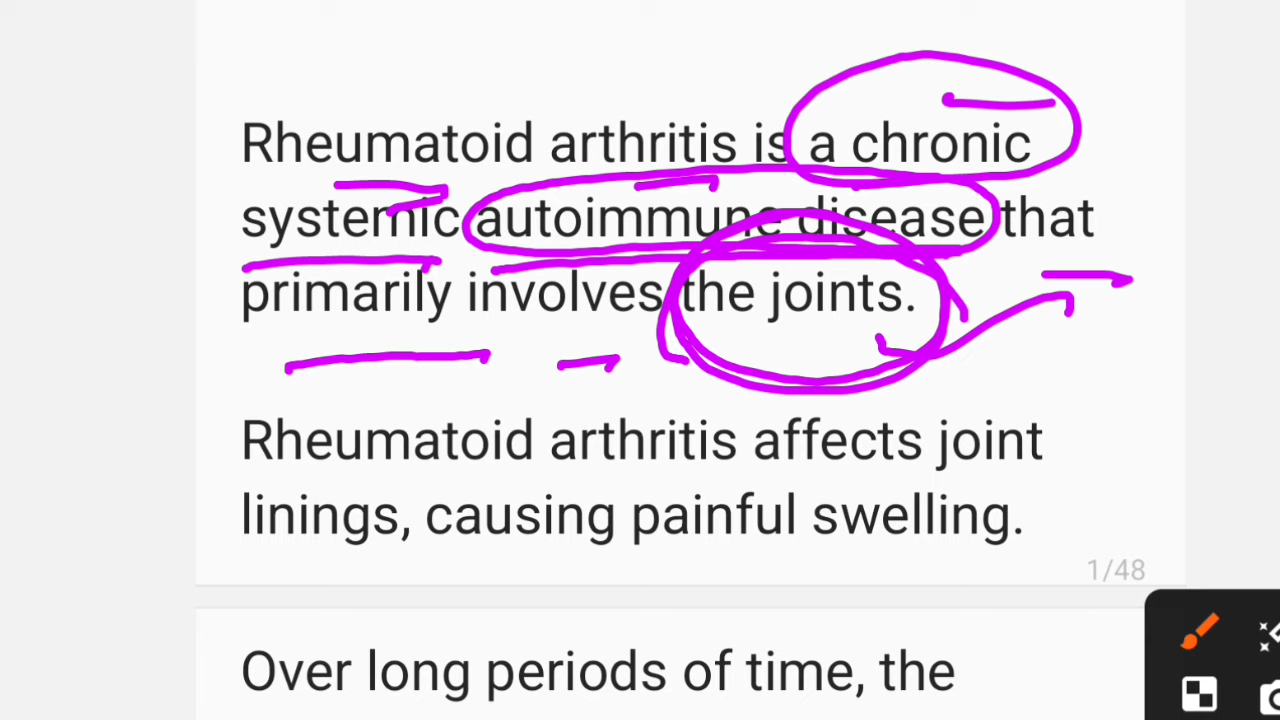 Rheumatoid arthritis is a chronic
systemic autoimmune disease that
primarily involves the joints.
Rheumatoid arthritis affects joint
linings, causing painful swelling.
1/48
Over long periods of time, the